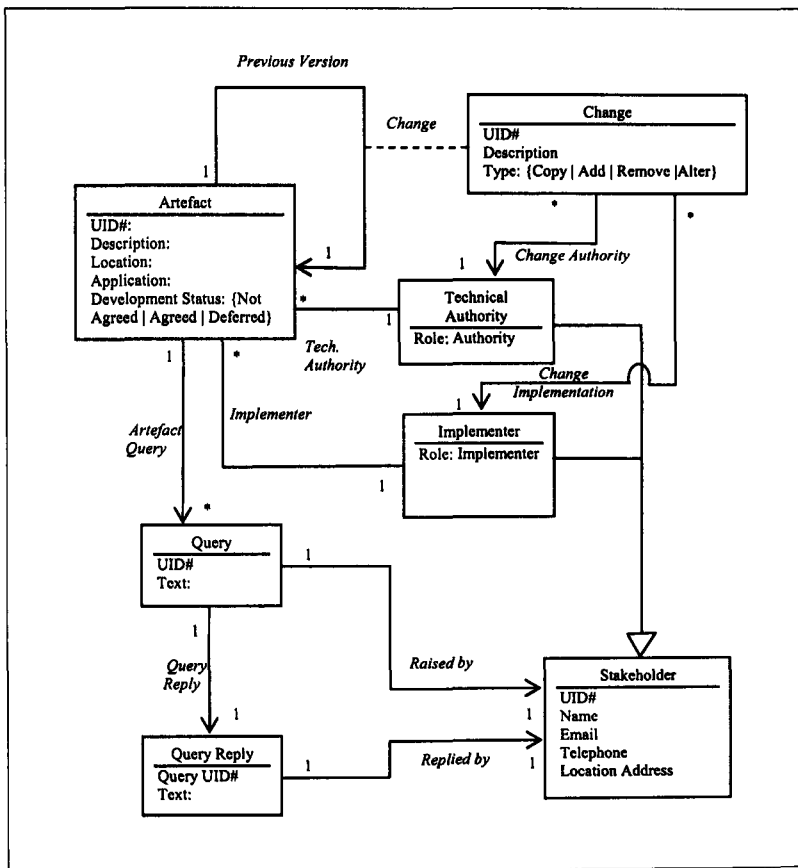 Previous Version
Change
Change
UID#
Description
Type: {Copy | Add | Remove |Alter}
1
Artefact
UID#:
Description:
Location:
Application:
Development Status: {Not
Agreed | Agreed | Deferred}
1
*
*
Change Authority
1
*
1
Tech.
Authority
Technical
Authority
Role: Authority
1
*
Change
Implementation
1
Implementer
Artefact
Query
Implementer
Role: Implementer
1
*
Query
UID#
Text:
1
1
Query
Reply
Raised by
1
1
Stakeholder
UID#
Name
Email
Telephone
Location Address
Query Reply
Query UID#
Text:
1
Replied by
1